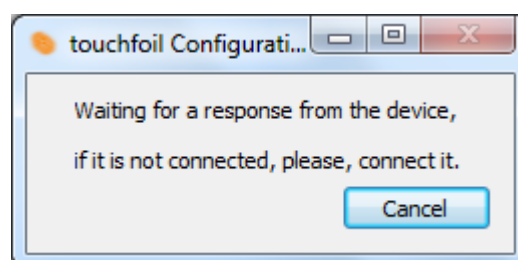 touchfoil Configurati...
Waiting for a response from the device,
if it is not connected, please, connect it.
Cancel